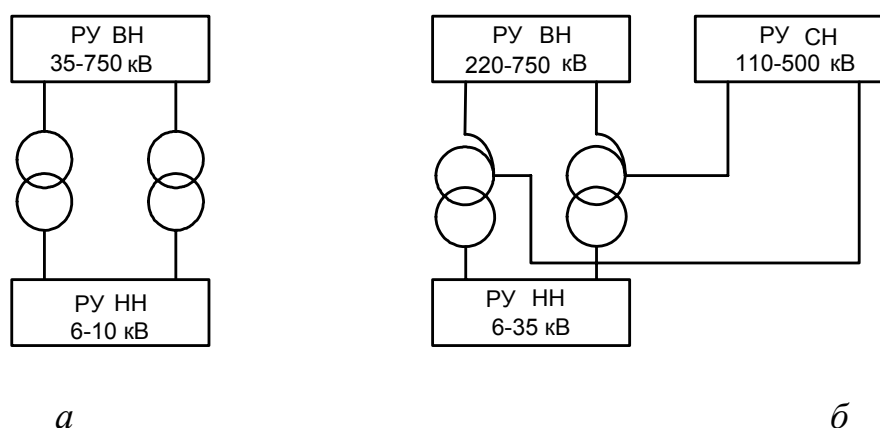 РУ ВН
35-750 кВ
РУ НН
6-10 кВ
а
РУ ВН
220-750 кВ
РУ СН
110-500 кВ
РУ НН
6-35 кВ
б